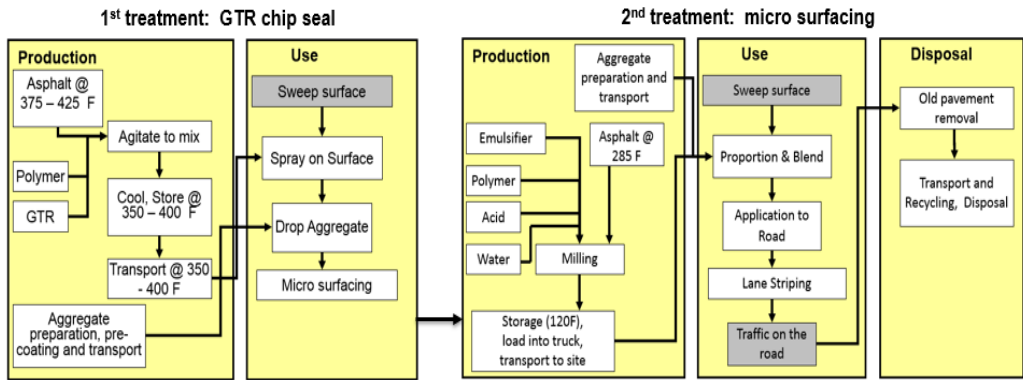 1st treatment: GTR chip seal
Production
Asphalt @
375 – 425 F
Agitate to mix
Polymer
GTR
Cool, Store @
350 – 400 F
Transport @ 350
- 400 F
Aggregate
preparation, pre-
coating and transport
Use
Sweep surface
Spray on Surface
Drop Aggregate
Micro surfacing
2nd treatment: micro surfacing
Production
Aggregate
preparation and
transport
Emulsifier
Asphalt @
285 F
Polymer
Acid
Water
Milling
Storage (120F),
load into truck,
transport to site
Use
Sweep surface
Proportion & Blend
Application to
Road
Lane Striping
Traffic on the
road
Disposal
Old pavement
removal
Transport and
Recycling, Disposal